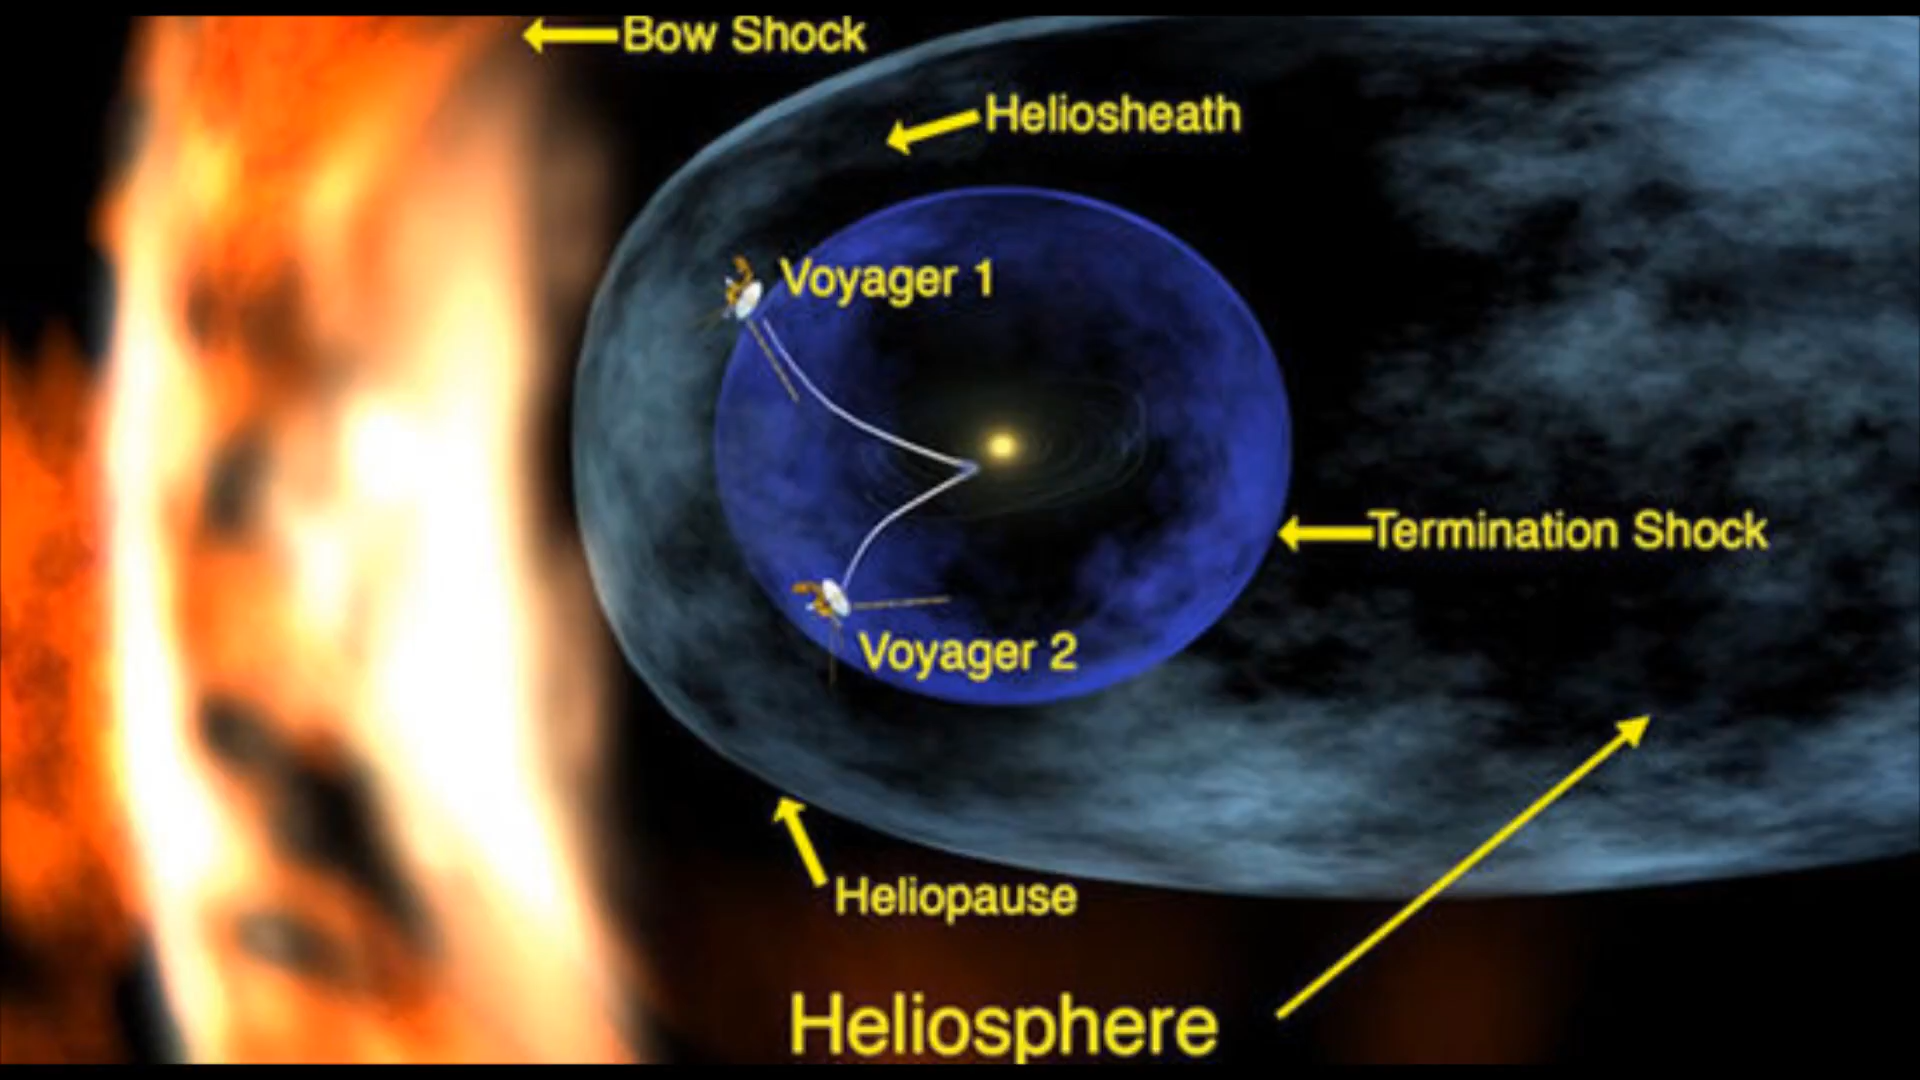 Bow Shock
Heliosheath
Voyager 1
Termination Shock
Voyager 2
Heliopause
Heliosphere